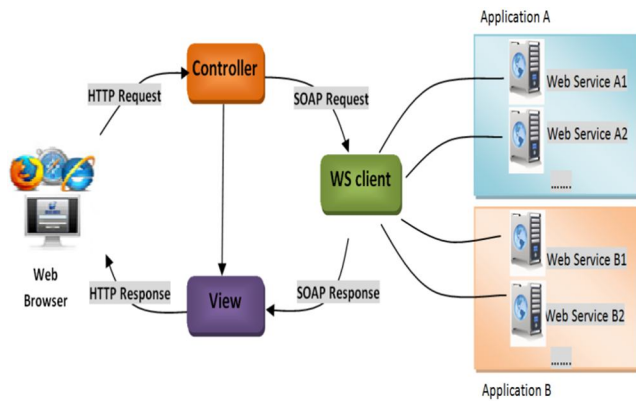 Application A
Controller
HTTP Request
SOAP Request
Web Service A1
Web Service A2
.......
WS client
Web Service B1
Web Service B2
.......
Web
Browser
HTTP Response
View
SOAP Response
Application B